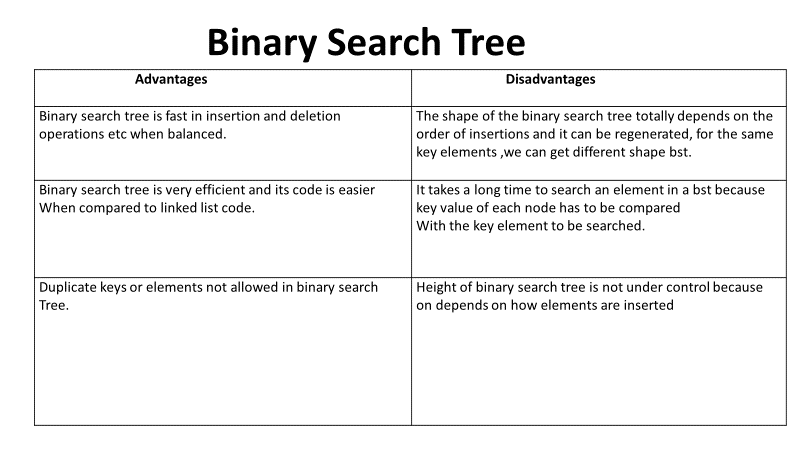 Binary Search Tree
Advantages
Disadvantages
Binary search tree is fast in insertion and deletion
operations etc when balanced.
The shape of the binary search tree totally depends on the
order of insertions and it can be regenerated, for the same
key elements ,we can get different shape bst.
Binary search tree is very efficient and its code is easier
When compared to linked list code.
It takes a long time to search an element in a bst because
key value of each node has to be compared
With the key element to be searched.
Duplicate keys or elements not allowed in binary search
Tree.
Height of binary search tree is not under control because
on depends on how elements are inserted